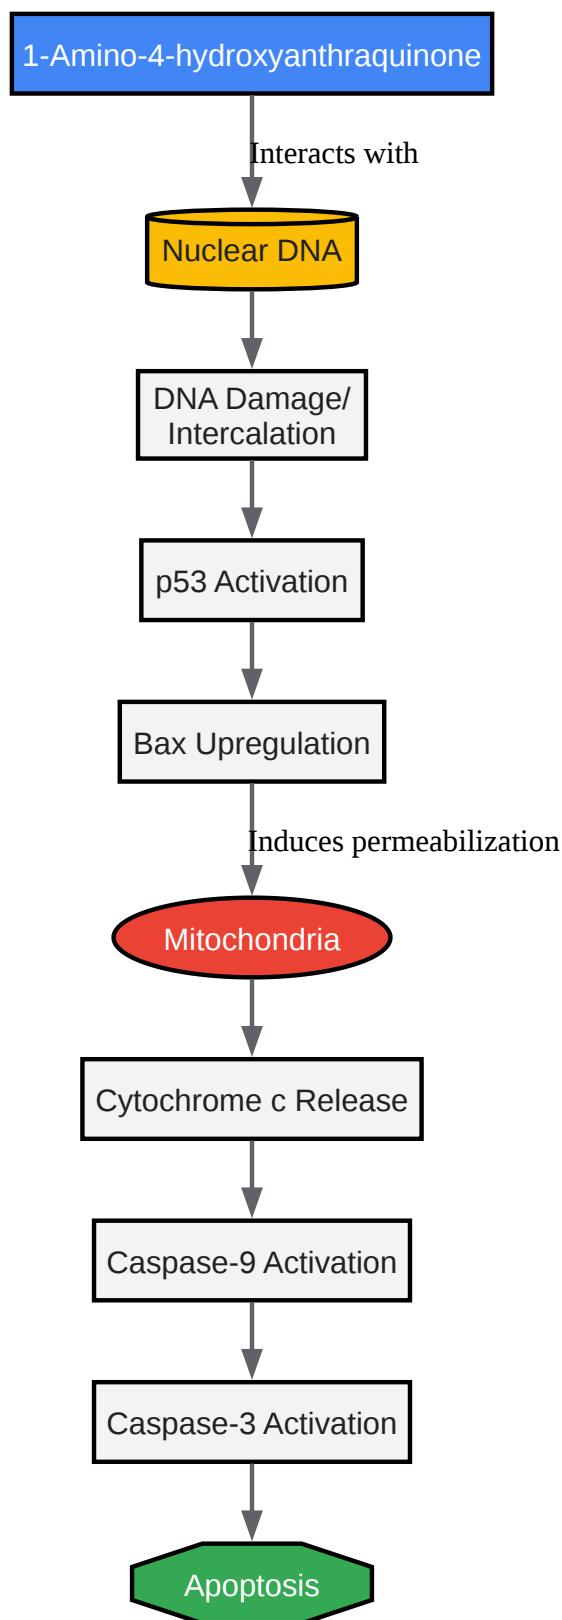 1-Amino-4-hydroxyanthraquinone
Interacts with
Nuclear DNA
DNA Damage/
Intercalation
p53 Activation
Bax Upregulation
Induces permeabilization
Mitochondria
Cytochrome c Release
Caspase-9 Activation
Caspase-3 Activation
Apoptosis